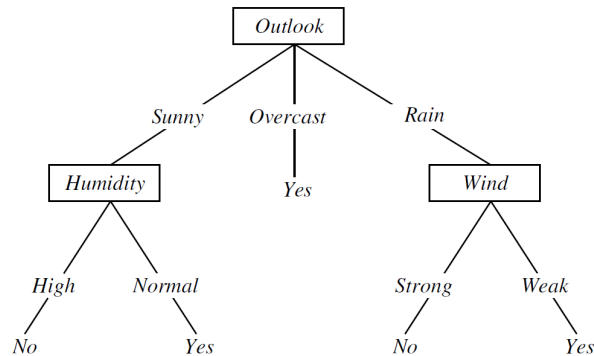 Outlook
Sunny Overcast Rain
Humidity Yes Wind
High Normal Strong Weak
No Yes No Yes